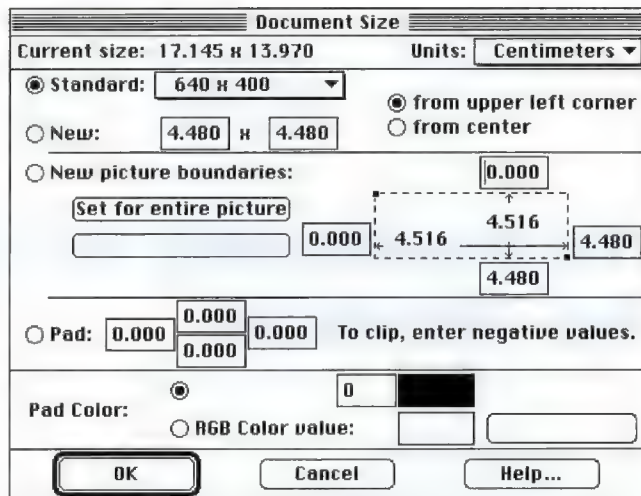 Document Size
Current size: 17.145 x 13.970 Units: Centimeters
Standard: 640 x 400
from upper left corner
from center
New: 4.480 x 4.480
New picture boundaries:
0.000
Set for entire picture
4.516
0.000 4.516 4.480
4.480
0.000
Pad: 0.000 0.000 To clip, enter negative values.
0.000
0
Pad Color:
RGB Color value:
OK Cancel Help...